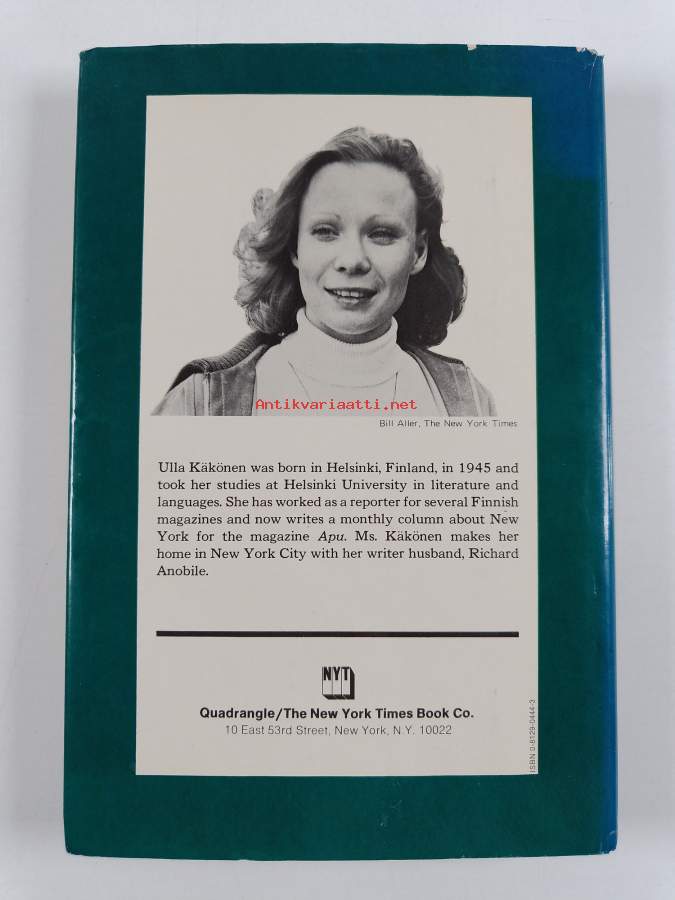 Antikvariaatti.net
Bill Aller, The New York Times
Ulla Käkönen was born in Helsinki, Finland, in 1945 and
took her studies at Helsinki University in literature and
languages. She has worked as a reporter for several Finnish
magazines and now writes a monthly column about New
York for the magazine Apu. Ms. Käkönen makes her
home in New York City with her writer husband, Richard
Anobile.
NYT
Quadrangle/The New York Times Book Co.
10 East 53rd Street, New York, N.Y. 10022
ISBN 0-8129-0444-3